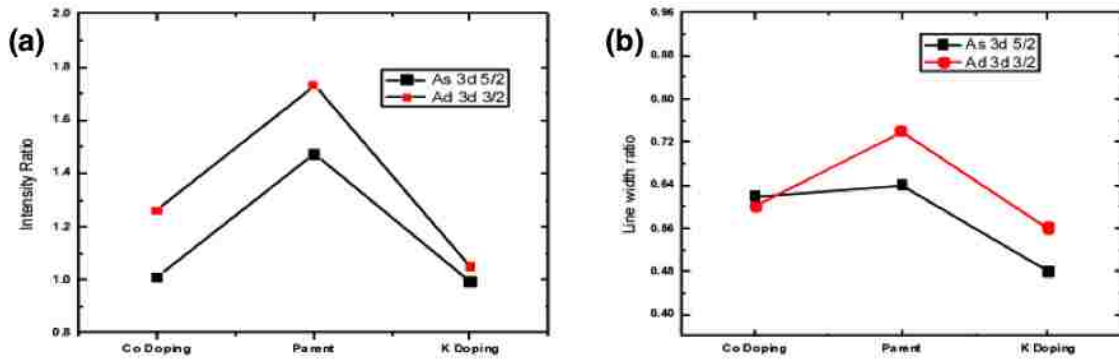 (a)
Intensity Ratio
2.0
1.8
1.6
1.4
1.2
1.0
0.8
As 3d 5/2
Ad 3d 3/2
Co Doping Parent K Doping
(b)
Line width ratio
0.96
0.88
0.80
0.72
0.64
0.56
0.48
0.40
As 3d 5/2
Ad 3d 3/2
Co Doping Parent K Doping